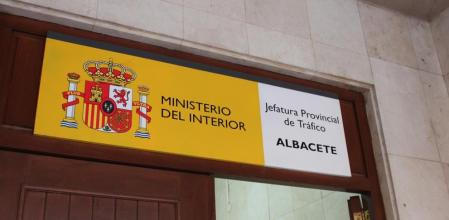 MINISTERIO
DEL INTERIOR
Jefatura Provincial
de Tráfico
ALBACETE